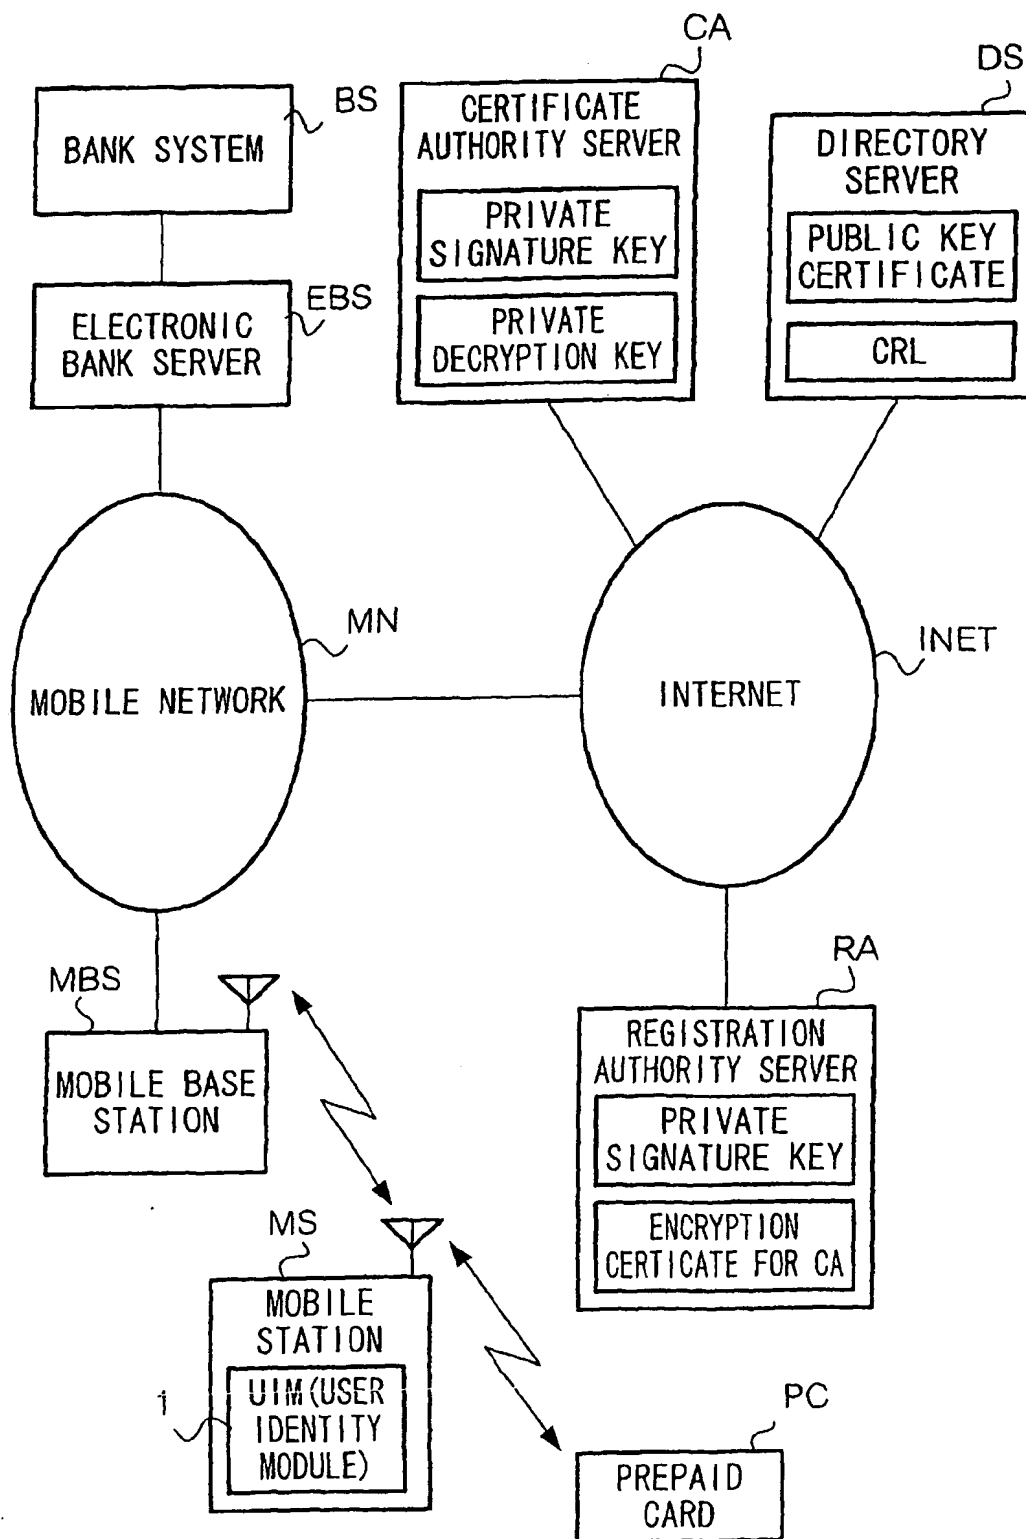 CA
DS
BS
BANK SYSTEM
CERTIFICATE
AUTHORITY SERVER
PRIVATE
SIGNATURE KEY
PRIVATE
DECRYPTION KEY
DIRECTORY
SERVER
PUBLIC KEY
CERTIFICATE
CRL
EBS
ELECTRONIC
BANK SERVER
MN
MOBILE NETWORK
INET
INTERNET
MBS
MOBILE BASE
STATION
RA
REGISTRATION
AUTHORITY SERVER
PRIVATE
SIGNATURE KEY
ENCRYPTION
CERTICATE FOR CA
MS
MOBILE
STATION
1
UIM(USER
IDENTITY
MODULE)
PC
PREPAID
CARD